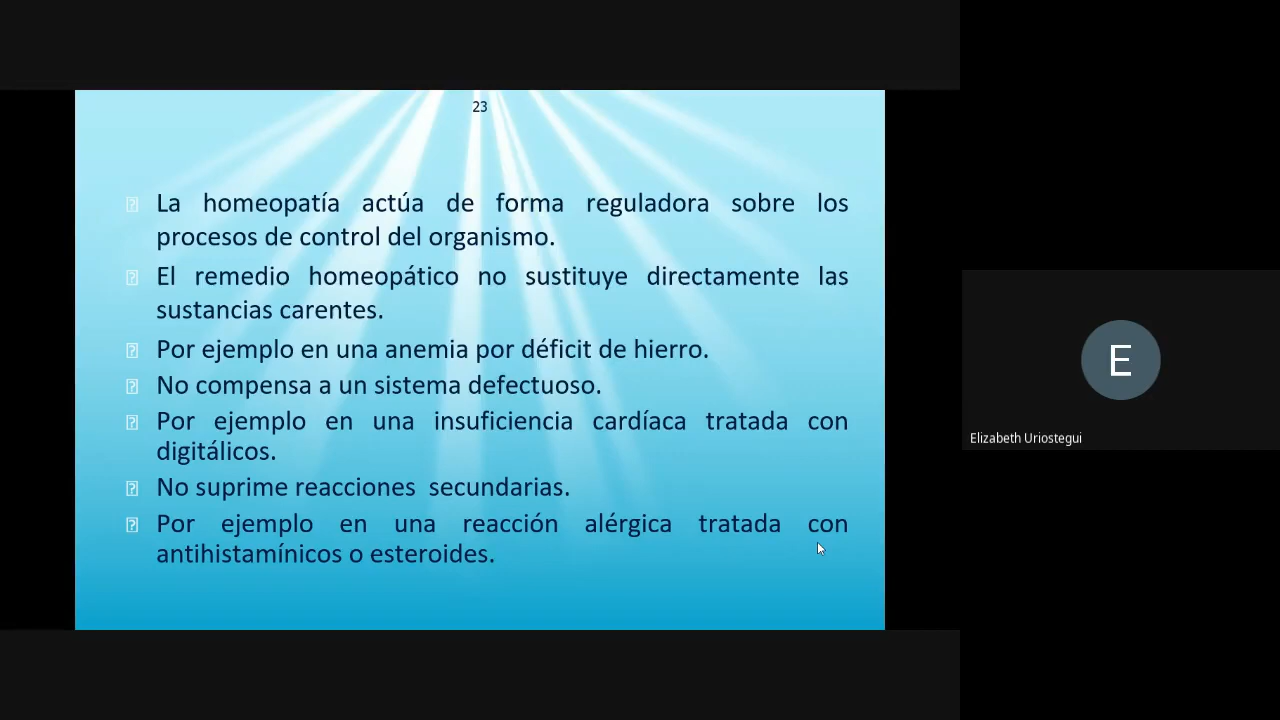 23
La homeopatía actúa de forma reguladora sobre los
procesos de control del organismo.
El remedio homeopático no sustituye directamente las
sustancias carentes.
Por ejemplo en una anemia por déficit de hierro.
No compensa a un sistema defectuoso.
Por ejemplo en una insuficiencia cardíaca tratada con
digitálicos.
No suprime reacciones  secundarias.
Por ejemplo en una reacción alérgica tratada con
antihistamínicos o esteroides.
E
Elizabeth Uriostegui